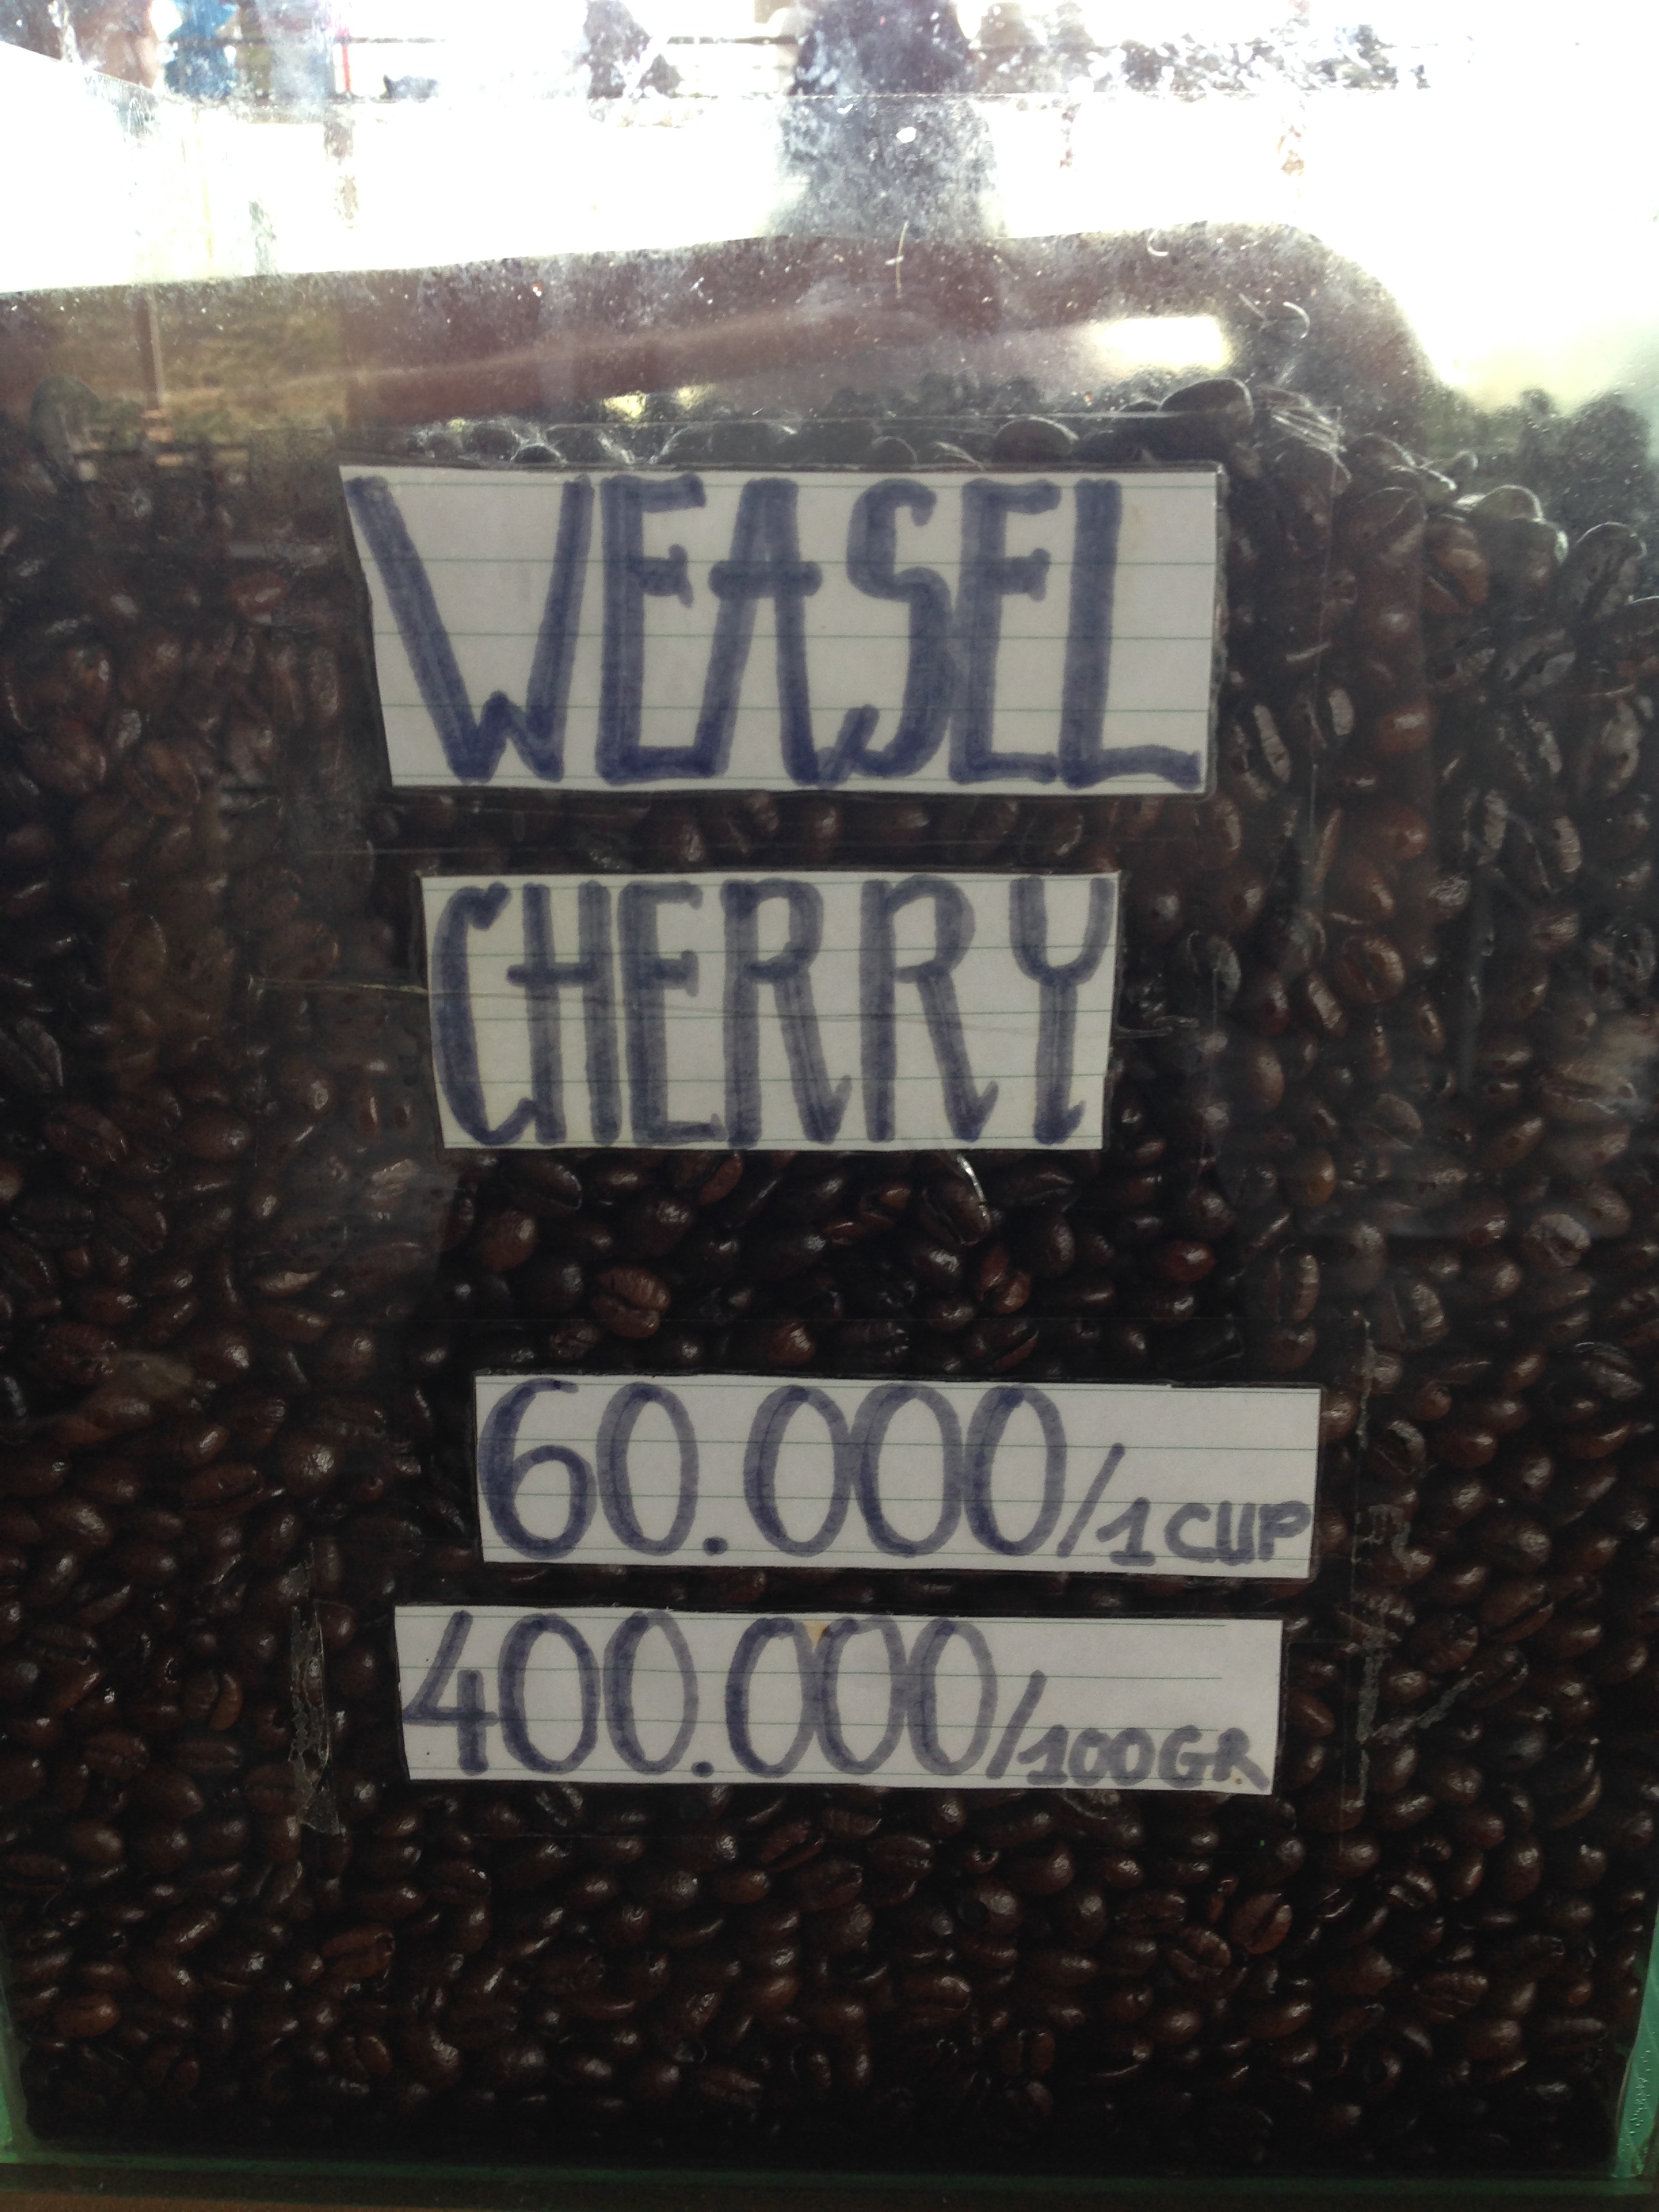 WEASEL
CHERRY
60.000/1 CUP
400.000/100GR